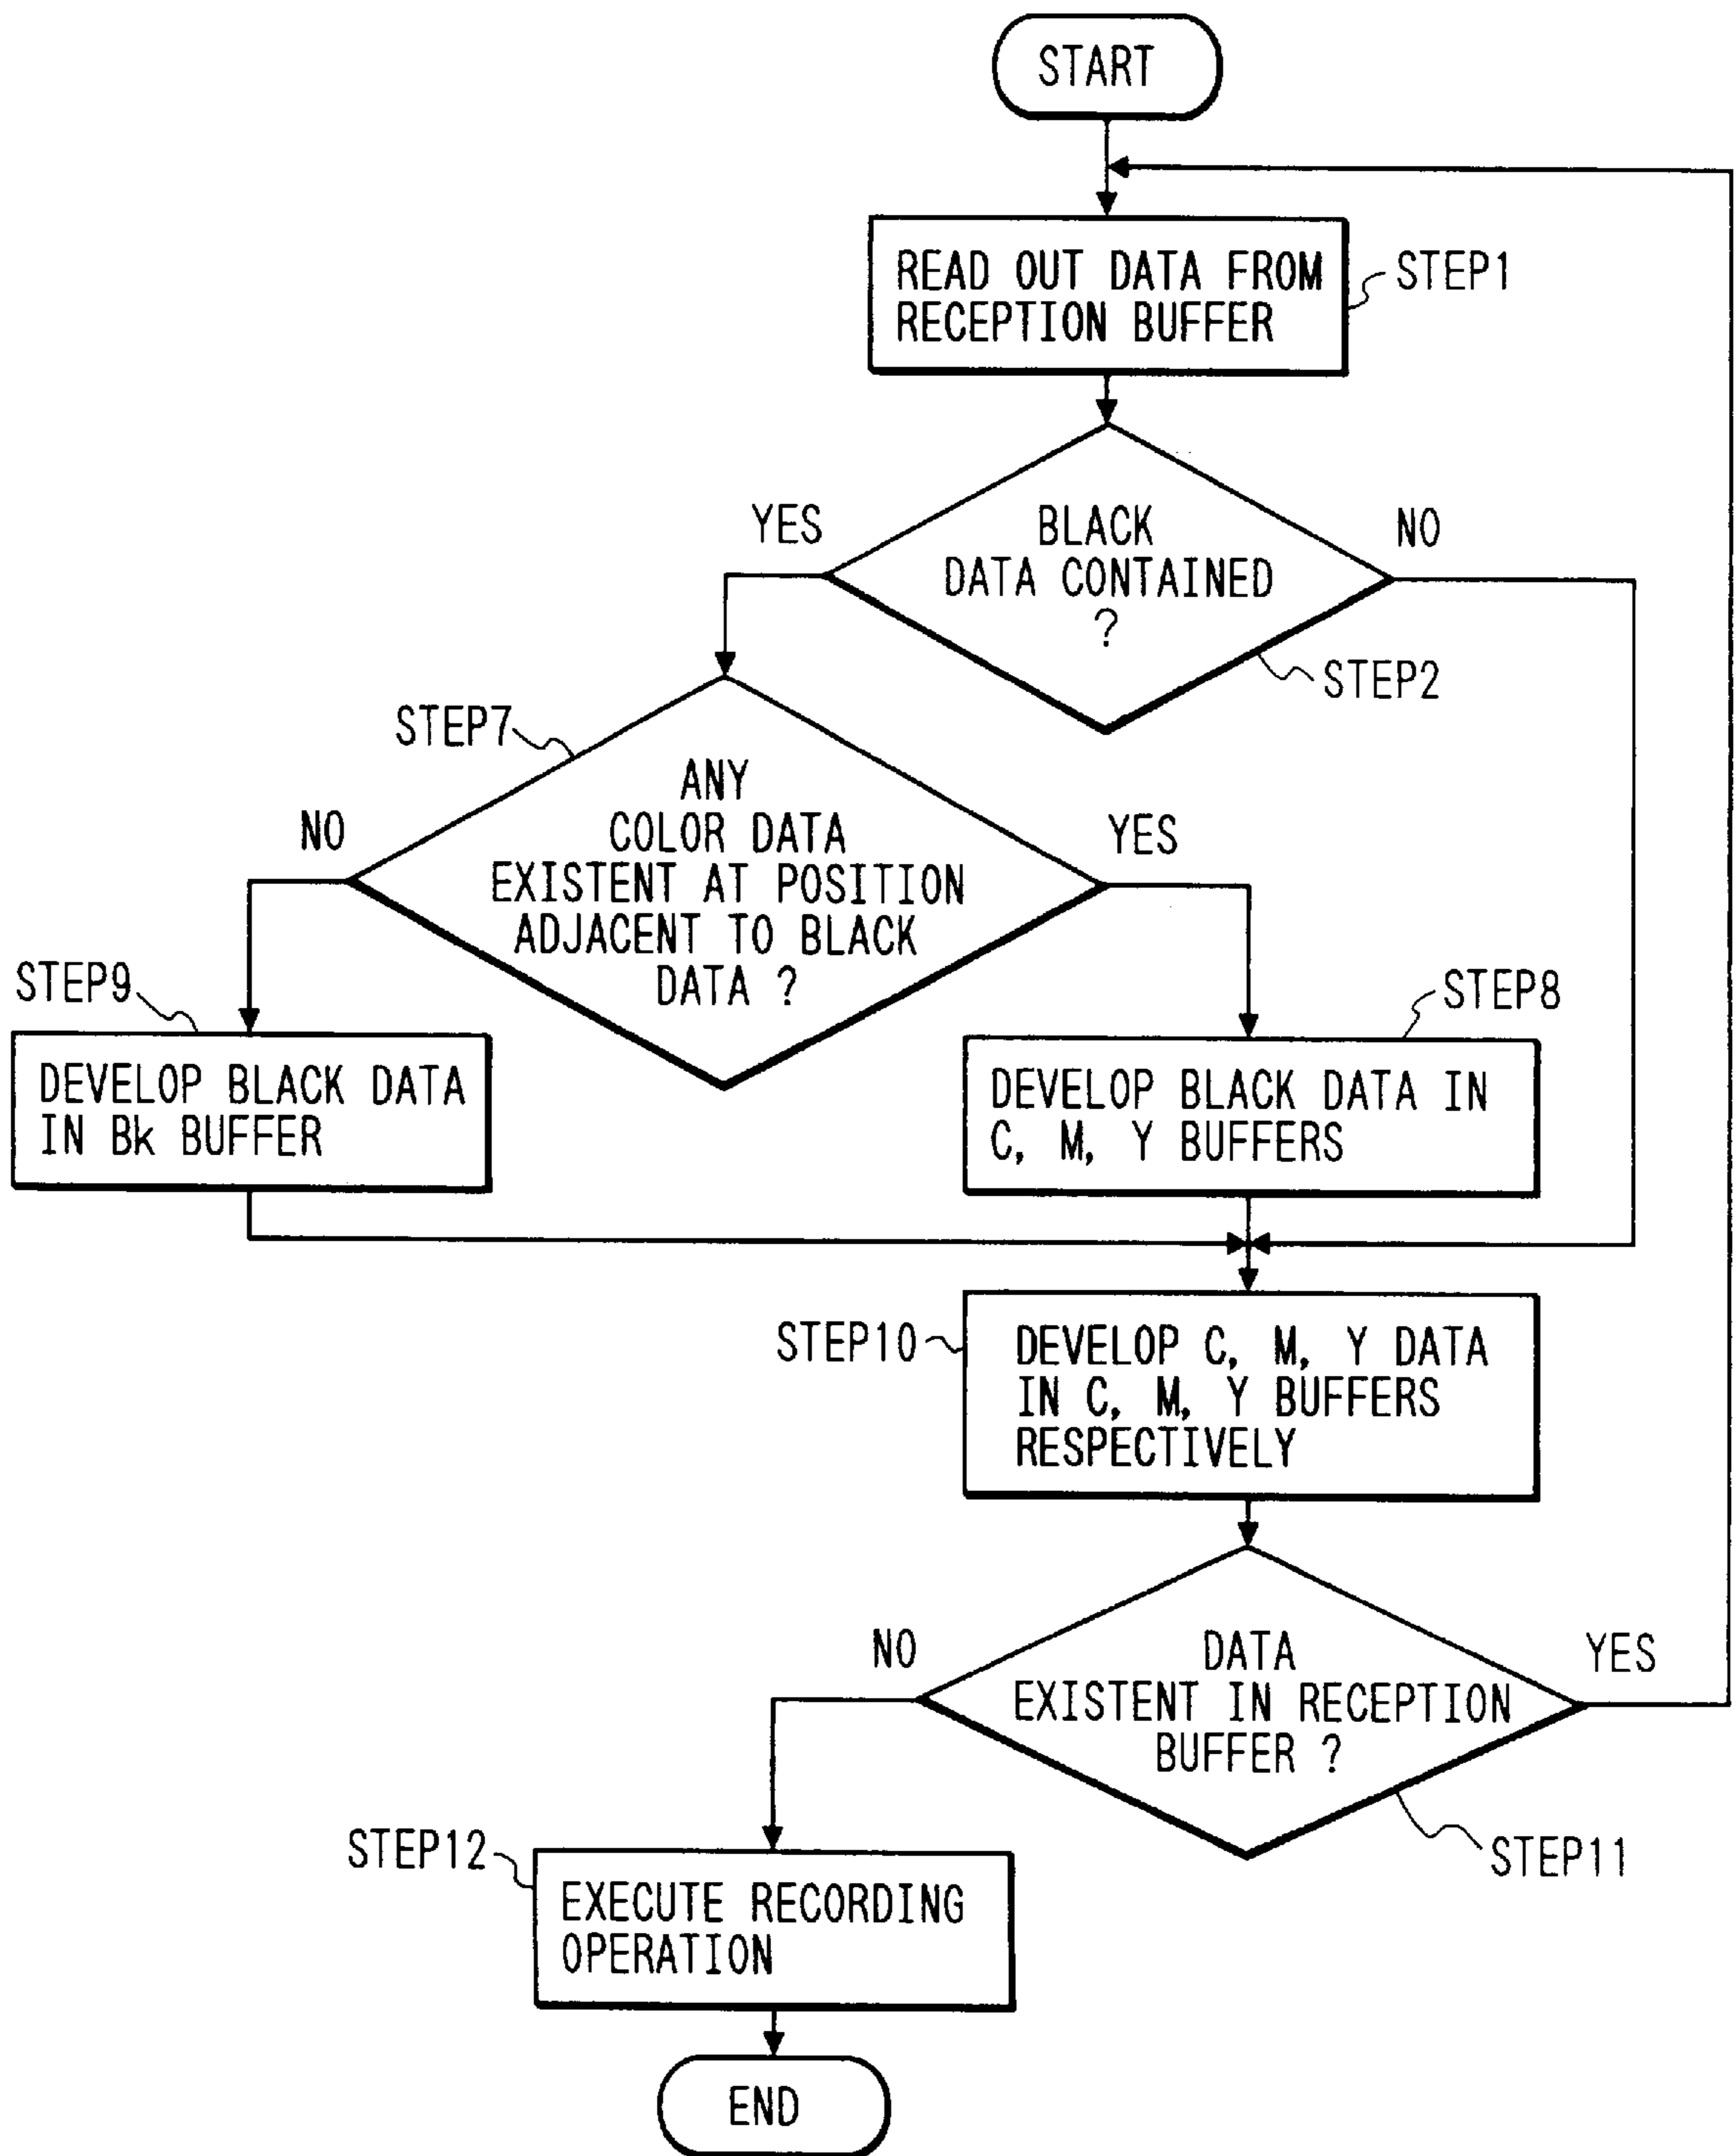 START
READ OUT DATA FROM
RECEPTION BUFFER
STEP1
YES
BLACK
DATA CONTAINED
?
NO
STEP2
STEP7
ANY
COLOR DATA
EXISTENT AT POSITION
ADJACENT TO BLACK
DATA ?
NO
YES
STEP9
DEVELOP BLACK DATA
IN Bk BUFFER
STEP8
DEVELOP BLACK DATA IN
C, M, Y BUFFERS
STEP10
DEVELOP C, M, Y DATA
IN C, M, Y BUFFERS
RESPECTIVELY
NO
DATA
EXISTENT IN RECEPTION
BUFFER ?
YES
STEP11
STEP12
EXECUTE RECORDING
OPERATION
END